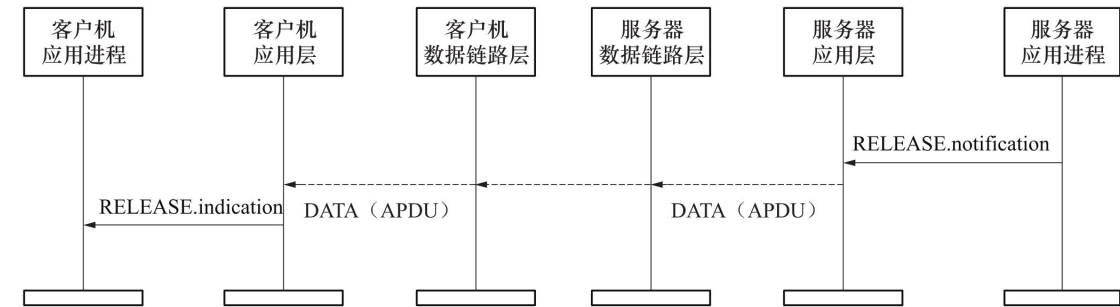 客户机
应用进程
客户机
应用层
客户机
数据链路层
服务器
数据链路层
服务器
应用层
服务器
应用进程
RELEASE.notification
RELEASE.indication
DATA（APDU）
DATA（APDU）